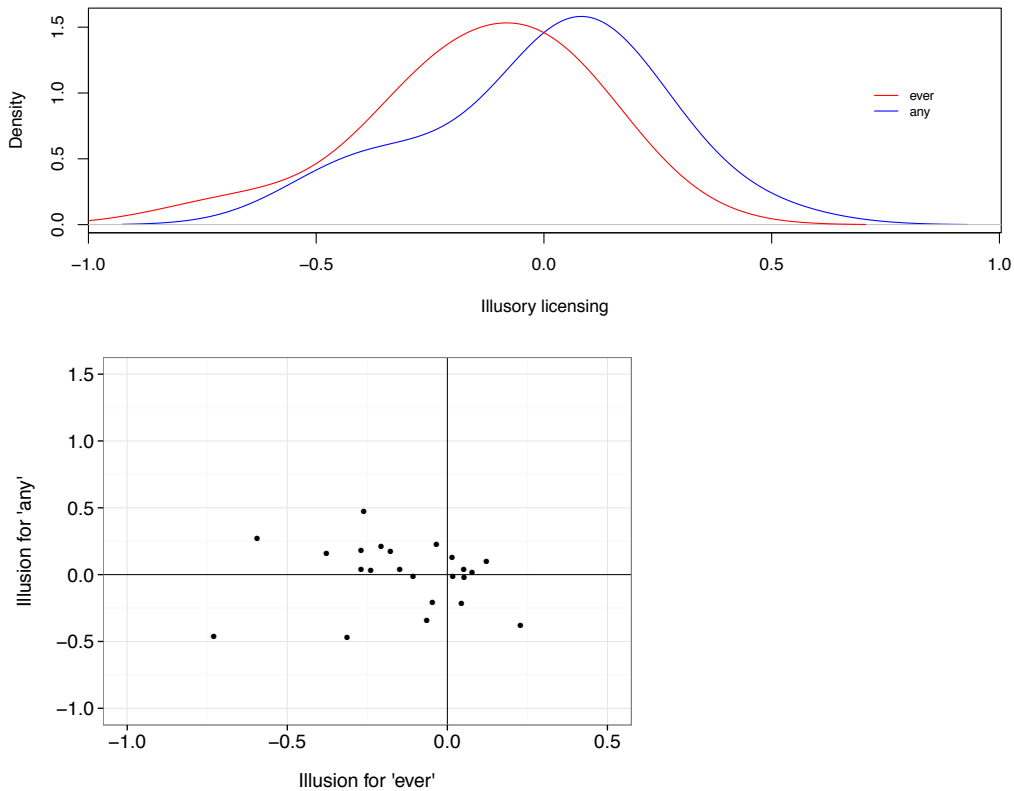 Density
1.5
1.0
0.5
0.0
ever
any
−1.0 −0.5 0.0 0.5 1.0
Illusory licensing
Illusion for 'any'
1.5
1.0
0.5
0.0
−0.5
−1.0
−1.0 −0.5 0.0 0.5
Illusion for 'ever'